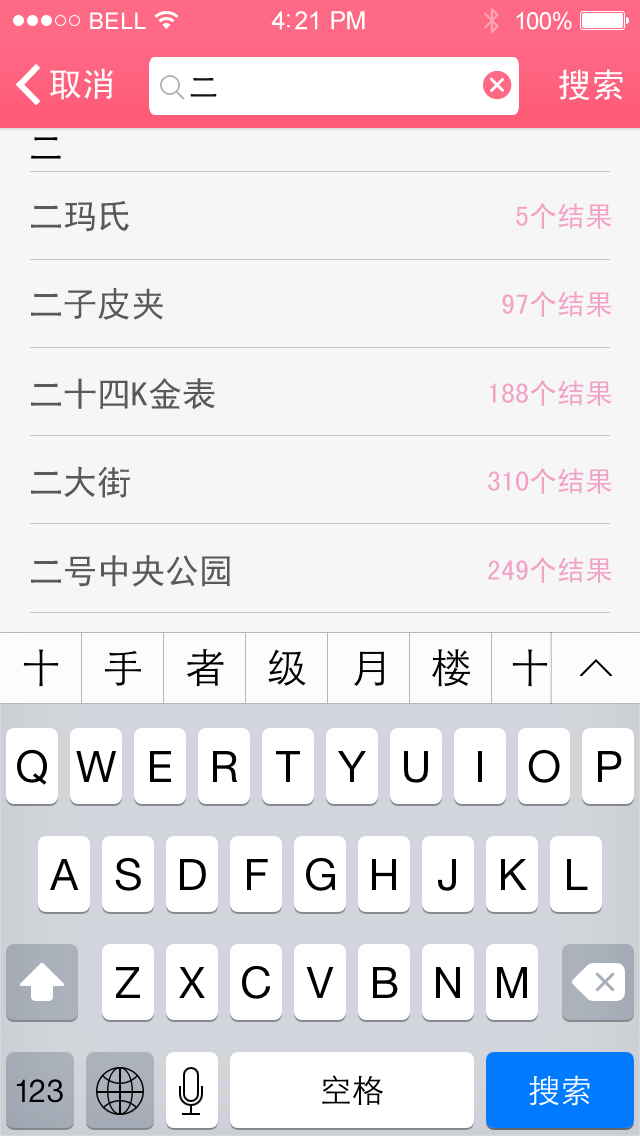 BELL 4:21 PM 100%
取消 二 搜索
二
二玛氏 5个结果
二子皮夹 97个结果
二十四K金表 188个结果
二大街 310个结果
二号中央公园 249个结果
十 手 者 级 月 楼 十
Q W E R T Y U I O P
A S D F G H J K L
Z X C V B N M
123 空格 搜索